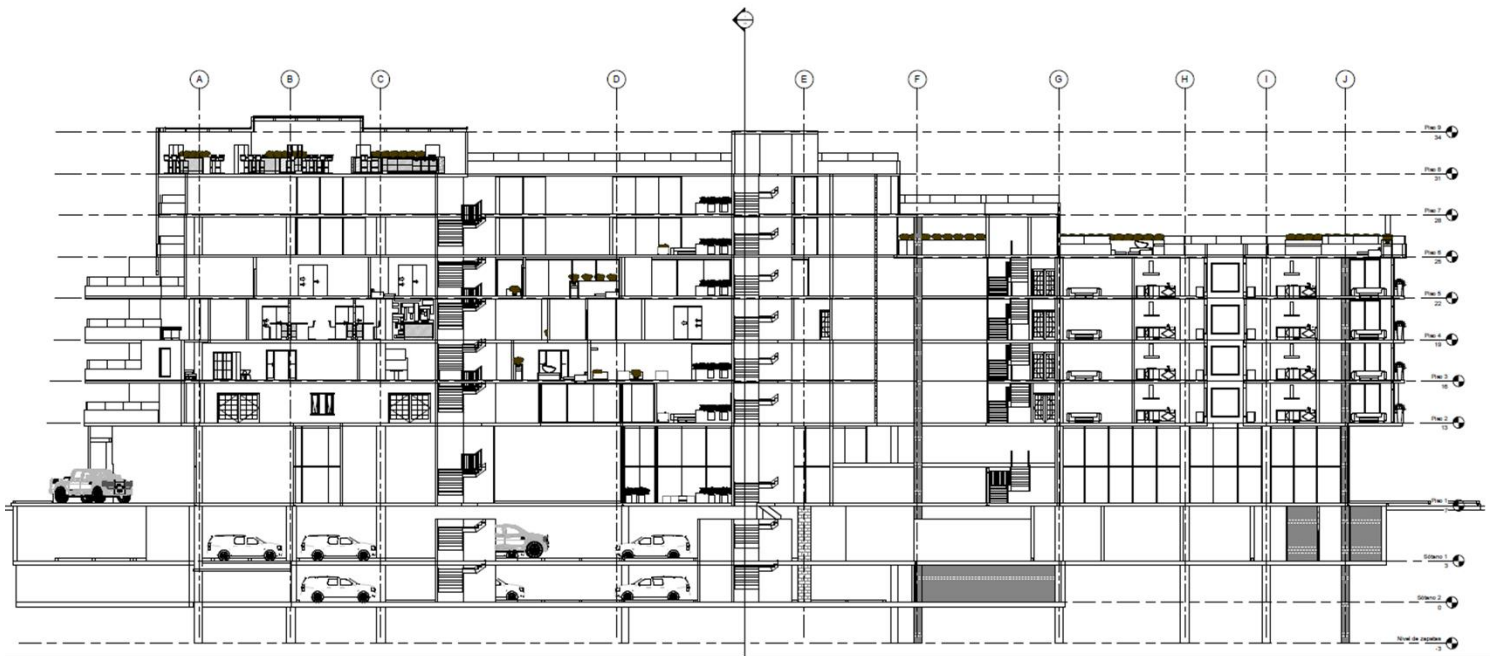 A B C D E F G H I J
Piso 9
34
Piso 8
31
Piso 7
28
Piso 6
25
Piso 5
22
Piso 4
19
Piso 3
16
Piso 2
13
Piso 1
7
Sótano 1
3
Sótano 2
0
Nivel de zapatas
-3